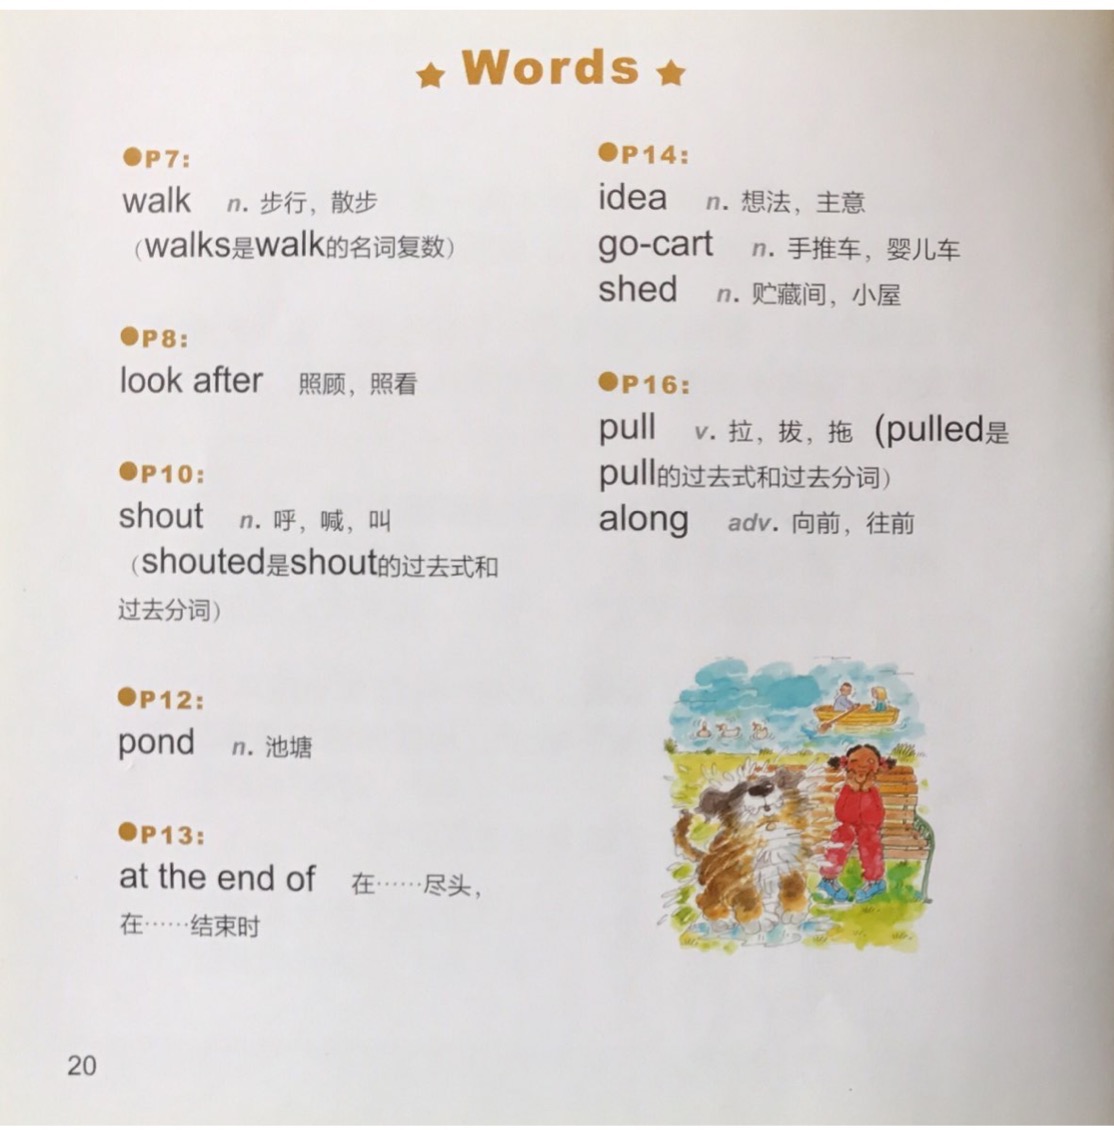 ★ Words ★
●P7:
walk n. 步行，散步
（walks是walk的名词复数）
●P8:
look after 照顾，照看
●P10:
shout n. 呼，喊，叫
（shouted是shout的过去式和
过去分词）
●P12:
pond n. 池塘
●P13:
at the end of 在……尽头，
在……结束时
●P14:
idea n. 想法，主意
go-cart n. 手推车，婴儿车
shed n. 贮藏间，小屋
●P16:
pull v. 拉，拔，拖（pulled是
pull的过去式和过去分词）
along adv. 向前，往前
20